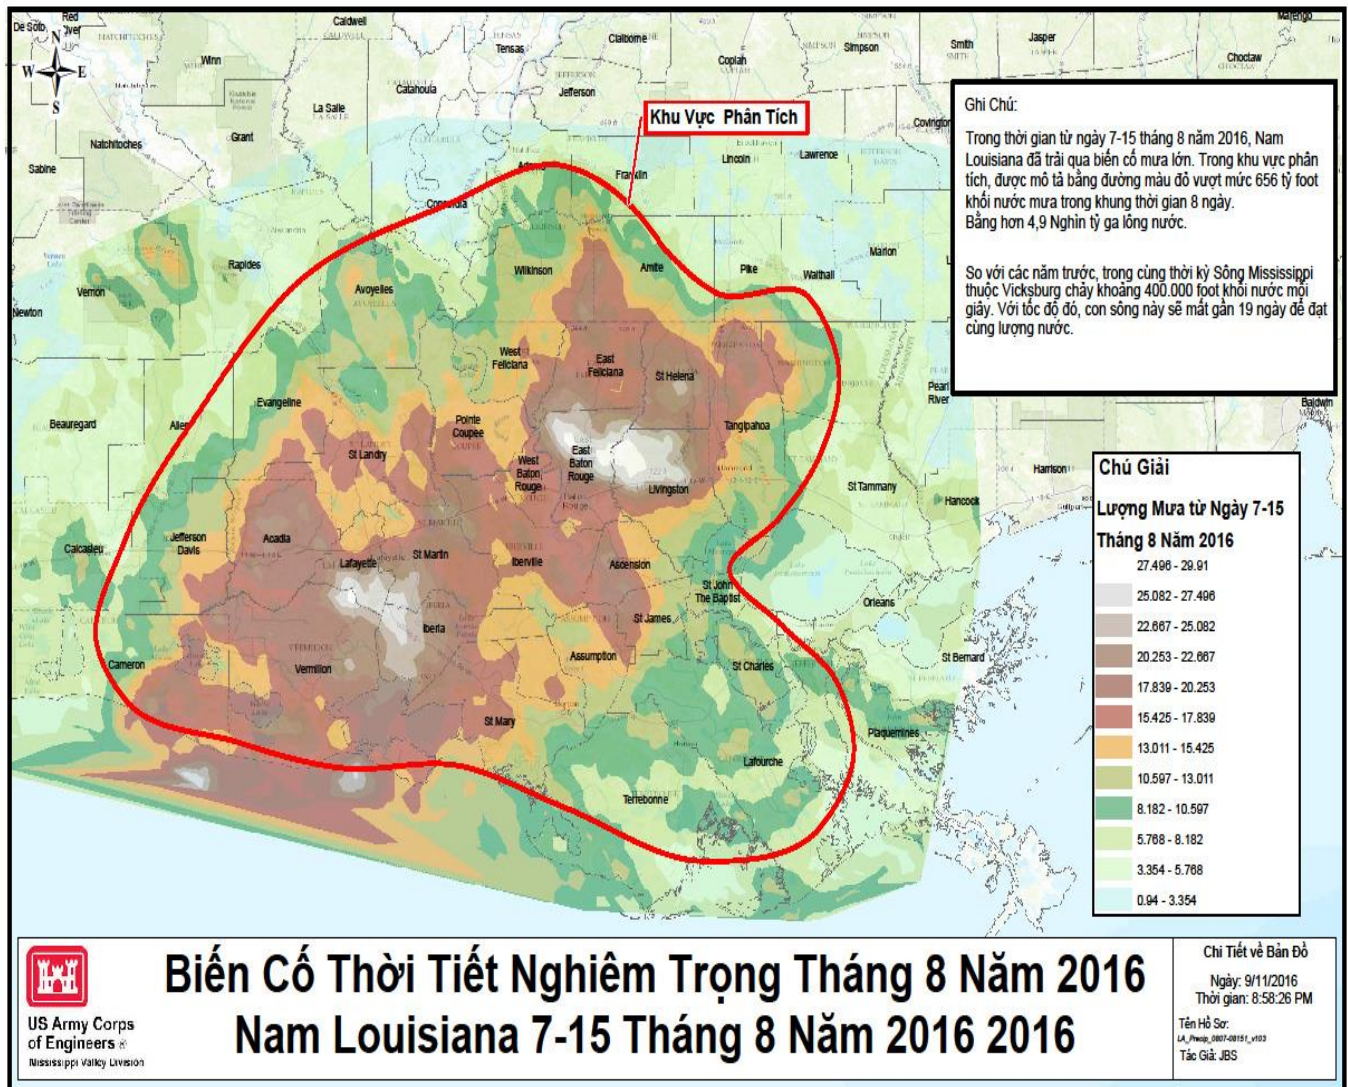 De Soto
Red
River
Caldwell
CALDWELL
Tensas
TENSAS
Claiborne
Copiah
COPIAH
Simpson
SIMPSON
Smith
SMITH
Jasper
JASPER
Choctaw
CHOCTAW
Marengo
N
W E
S
NATCHITOCHES
Winn
La Salle
LA SALLE
Catahoula
Jefferson
JEFFERSON
Covington
Natchitoches
Grant
Sabine
Khu Vực Phân Tích
Lincoln
Lawrence
Franklin
Adams
Concordia
Ghi Chú:
Trong thời gian từ ngày 7-15 tháng 8 năm 2016, Nam
Louisiana đã trải qua biến cố mưa lớn. Trong khu vực phân
tích, được mô tả bằng đường màu đỏ vượt mức 656 tỷ foot
khối nước mưa trong khung thời gian 8 ngày.
Bằng hơn 4,9 Nghìn tỷ ga lông nước.
So với các năm trước, trong cùng thời kỳ Sông Mississippi
thuộc Vicksburg chảy khoảng 400.000 foot khối nước mỗi
giây. Với tốc độ đó, con sông này sẽ mất gần 19 ngày để đạt
cùng lượng nước.
Rapides
Vernon
Newton
Avoyelles
Wilkinson
Amite
Pike
Walthall
Marion
West
Feliciana
East
Feliciana
St Helena
Pearl
River
Beauregard
Allen
Evangeline
Pointe
Coupee
Tangipahoa
Baldwin
St Landry
West
Baton
Rouge
East
Baton
Rouge
Livingston
St Tammany
Harrison
Hancock
Calcasieu
Jefferson
Davis
Acadia
Lafayette
St Martin
Iberville
Ascension
St John
The Baptist
Orleans
Iberia
St James
Cameron
Vermilion
Assumption
St Charles
St Bernard
St Mary
Plaquemines
Lafourche
Terrebonne
Chú Giải
Lượng Mưa từ Ngày 7-15
Tháng 8 Năm 2016
27.496 - 29.91
25.082 - 27.496
22.667 - 25.082
20.253 - 22.667
17.839 - 20.253
15.425 - 17.839
13.011 - 15.425
10.597 - 13.011
8.182 - 10.597
5.768 - 8.182
3.354 - 5.768
0.94 - 3.354
US Army Corps
of Engineers ®
Mississippi Valley Division
Biến Cố Thời Tiết Nghiêm Trọng Tháng 8 Năm 2016
Nam Louisiana 7-15 Tháng 8 Năm 2016 2016
Chi Tiết về Bản Đồ
Ngày: 9/11/2016
Thời gian: 8:58:26 PM
Tên Hồ Sơ:
LA_Precip_0807-08151_v103
Tác Giả: JBS